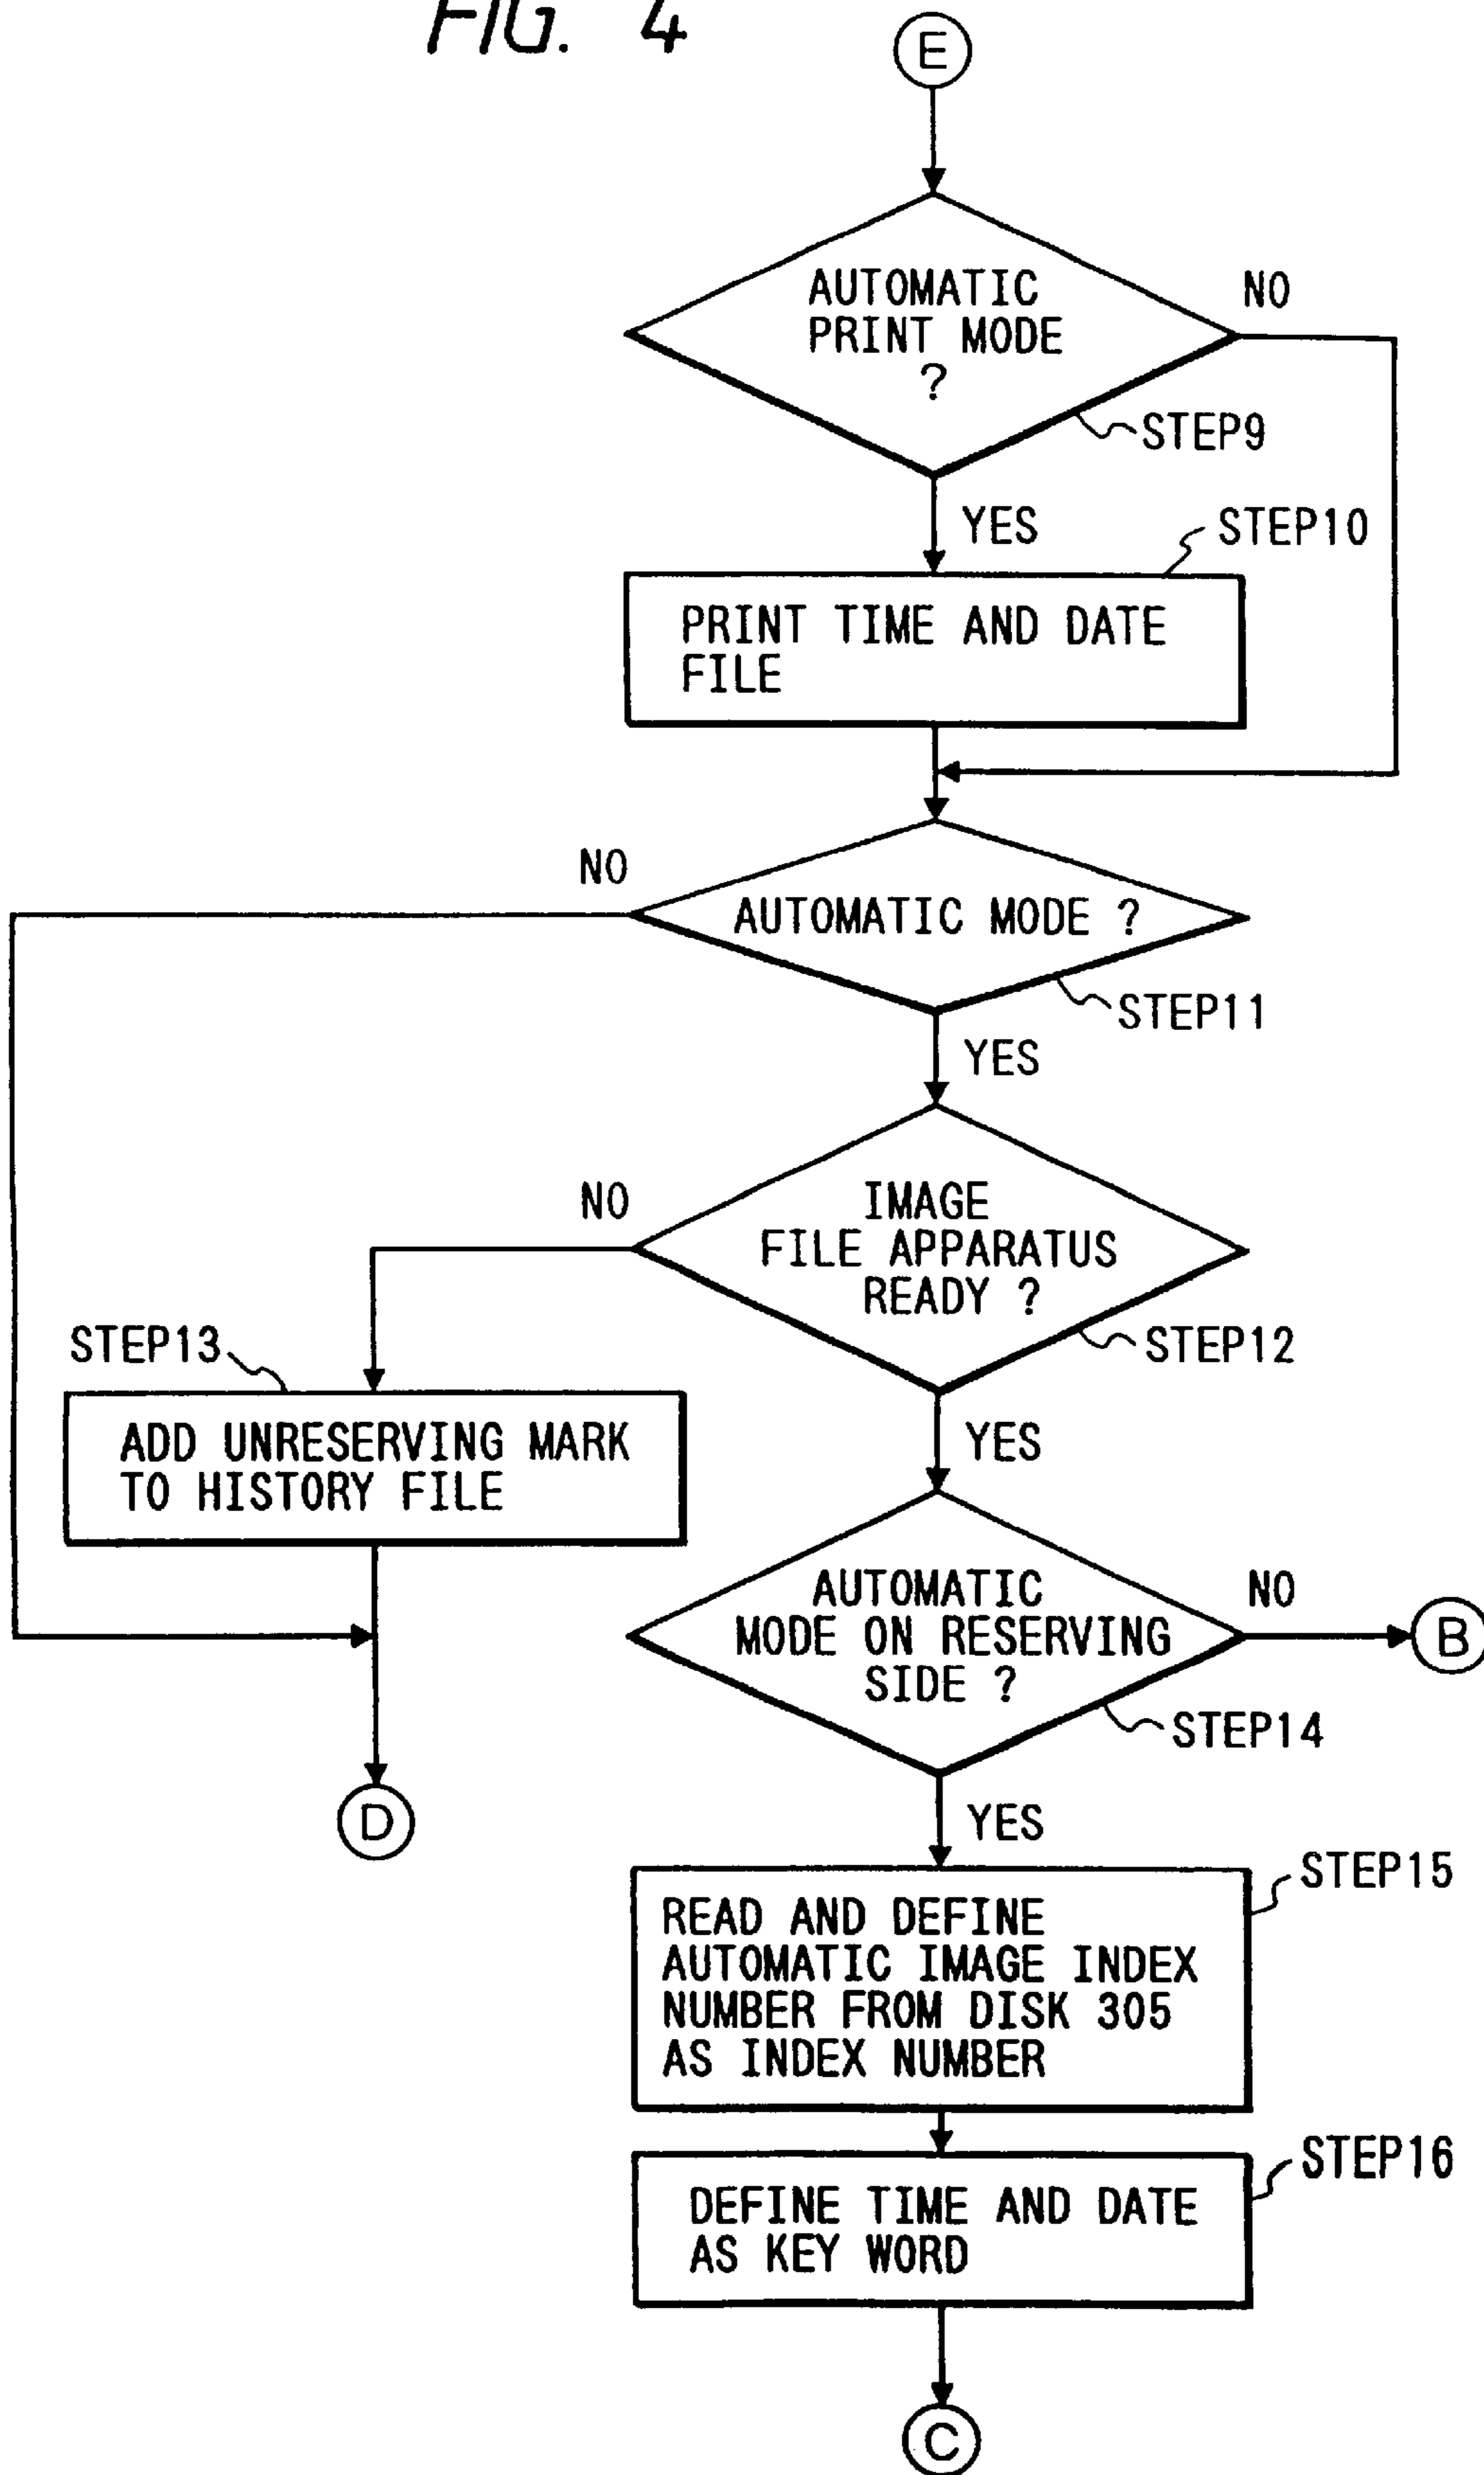 FIG. 4
E
AUTOMATIC
PRINT MODE
?
NO
STEP9
YES
STEP10
PRINT TIME AND DATE
FILE
NO
AUTOMATIC MODE ?
STEP11
YES
NO
IMAGE
FILE APPARATUS
READY ?
STEP12
STEP13
ADD UNRESERVING MARK
TO HISTORY FILE
YES
AUTOMATIC
MODE ON RESERVING
SIDE ?
NO
B
STEP14
D
YES
STEP15
READ AND DEFINE
AUTOMATIC IMAGE INDEX
NUMBER FROM DISK 305
AS INDEX NUMBER
STEP16
DEFINE TIME AND DATE
AS KEY WORD
C